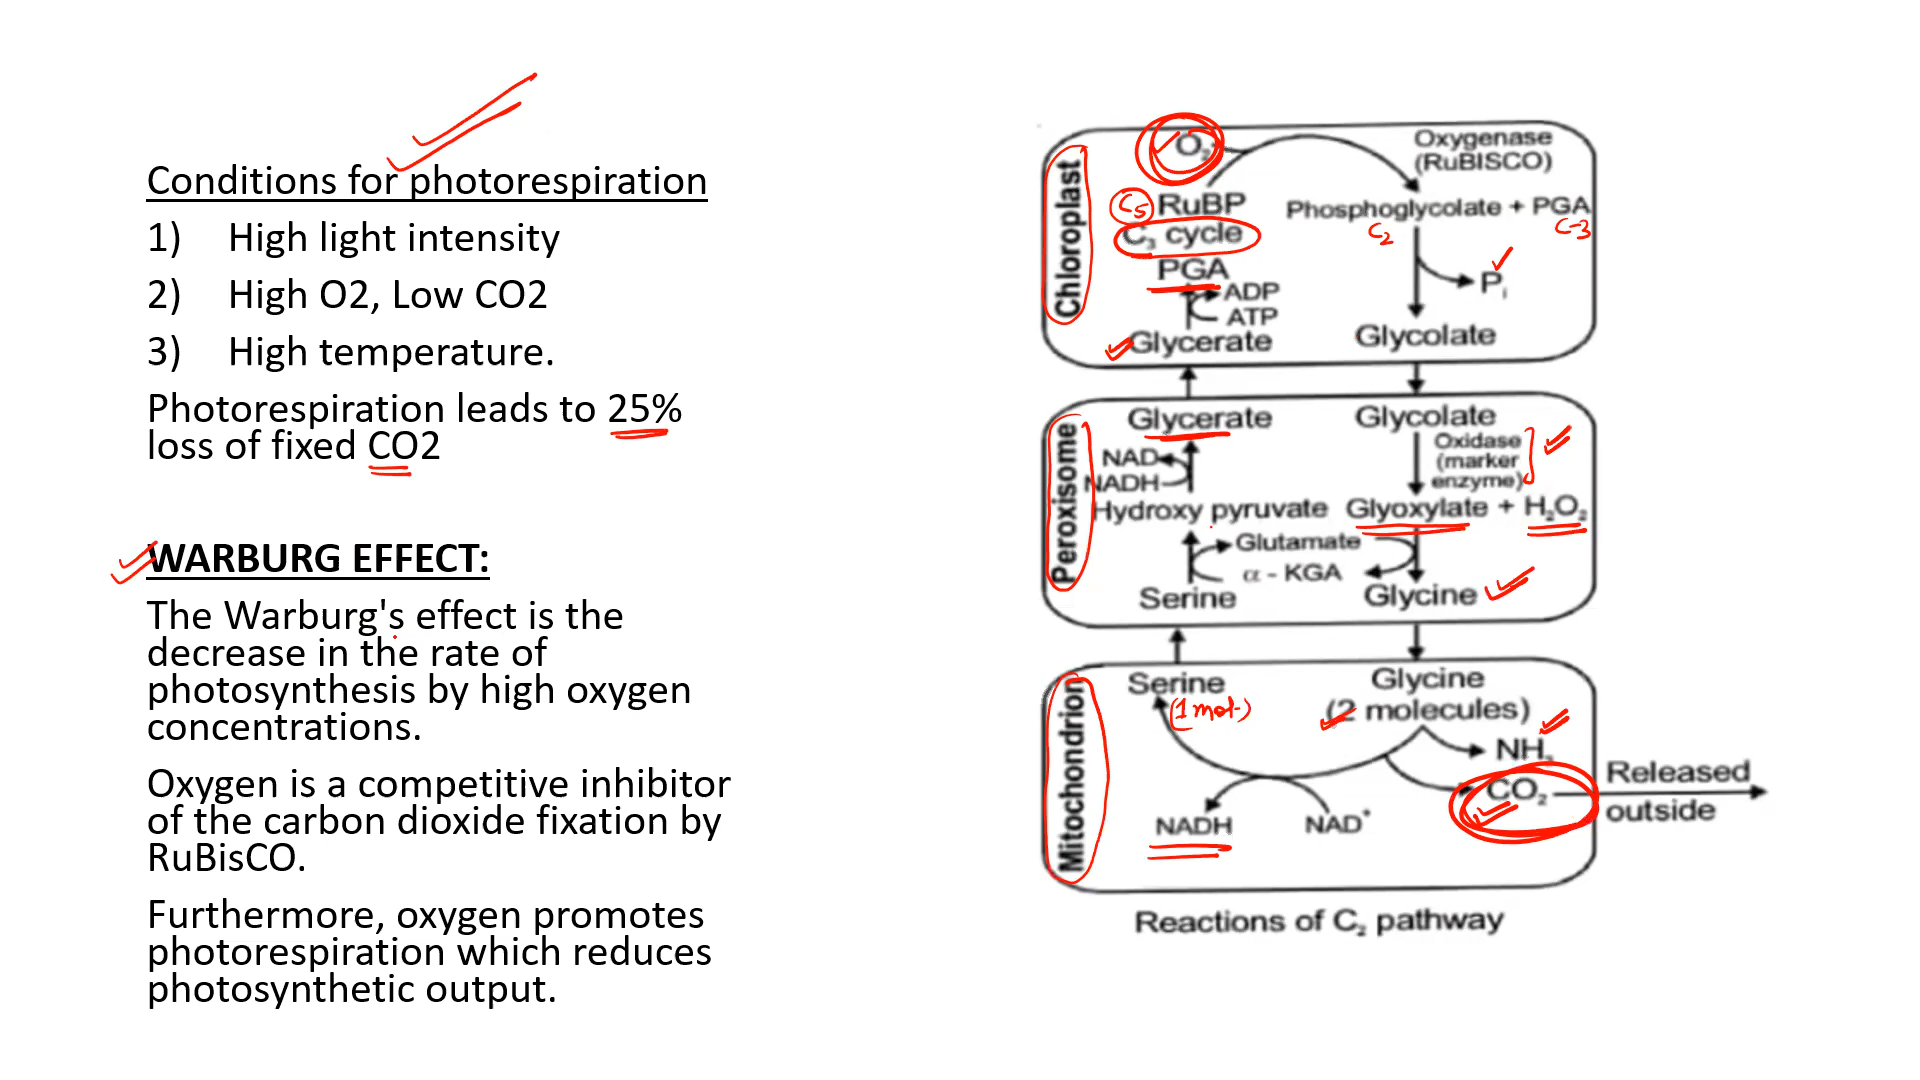 Conditions for photorespiration
1) High light intensity
2) High O2, Low CO2
3) High temperature.
Photorespiration leads to 25%
loss of fixed CO2
WARBURG EFFECT:
The Warburg's effect is the
decrease in the rate of
photosynthesis by high oxygen
concentrations.
Oxygen is a competitive inhibitor
of the carbon dioxide fixation by
RuBisCO.
Furthermore, oxygen promotes
photorespiration which reduces
photosynthetic output.
Chloroplast
O₂
Oxygenase
(RuBISCO)
C5 RuBP
Phosphoglycolate + PGA
C2
C-3
C₃ cycle
PGA
Pᵢ
ADP
ATP
Glycerate
Glycolate
Peroxisome
Glycerate
Glycolate
Oxidase
(marker
enzyme)
NAD
NADH
Hydroxy pyruvate
Glyoxylate + H₂O₂
Glutamate
α - KGA
Serine
Glycine
Mitochondrion
Serine
(1 mol.)
Glycine
(2 molecules)
NH₃
CO₂
Released
outside
NADH
NAD⁺
Reactions of C₂ pathway